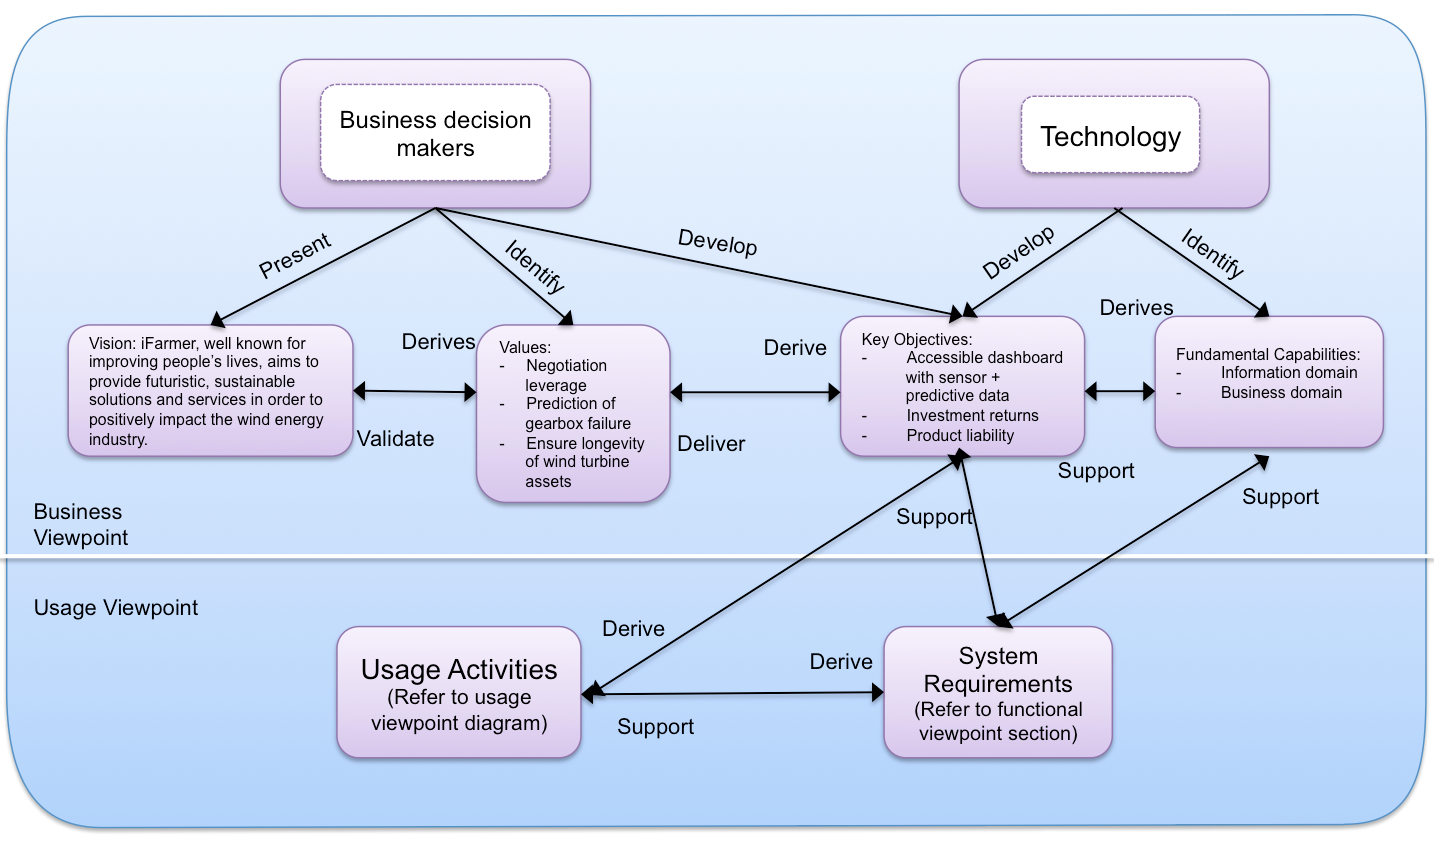 Business decision
makers
Technology
Present
Identify
Develop
Develop
Identify
Vision: iFarmer, well known for
improving people's lives, aims to
provide futuristic, sustainable
solutions and services in order to
positively impact the wind energy
industry.
Derives
Validate
Values:
- Negotiation
leverage
- Prediction of
gearbox failure
- Ensure longevity
of wind turbine
assets
Derive
Deliver
Key Objectives:
- Accessible dashboard
with sensor +
predictive data
- Investment returns
- Product liability
Derives
Support
Fundamental Capabilities:
- Information domain
- Business domain
Support
Support
Business
Viewpoint
Usage Viewpoint
Derive
Usage Activities
(Refer to usage
viewpoint diagram)
Derive
Support
System
Requirements
(Refer to functional
viewpoint section)